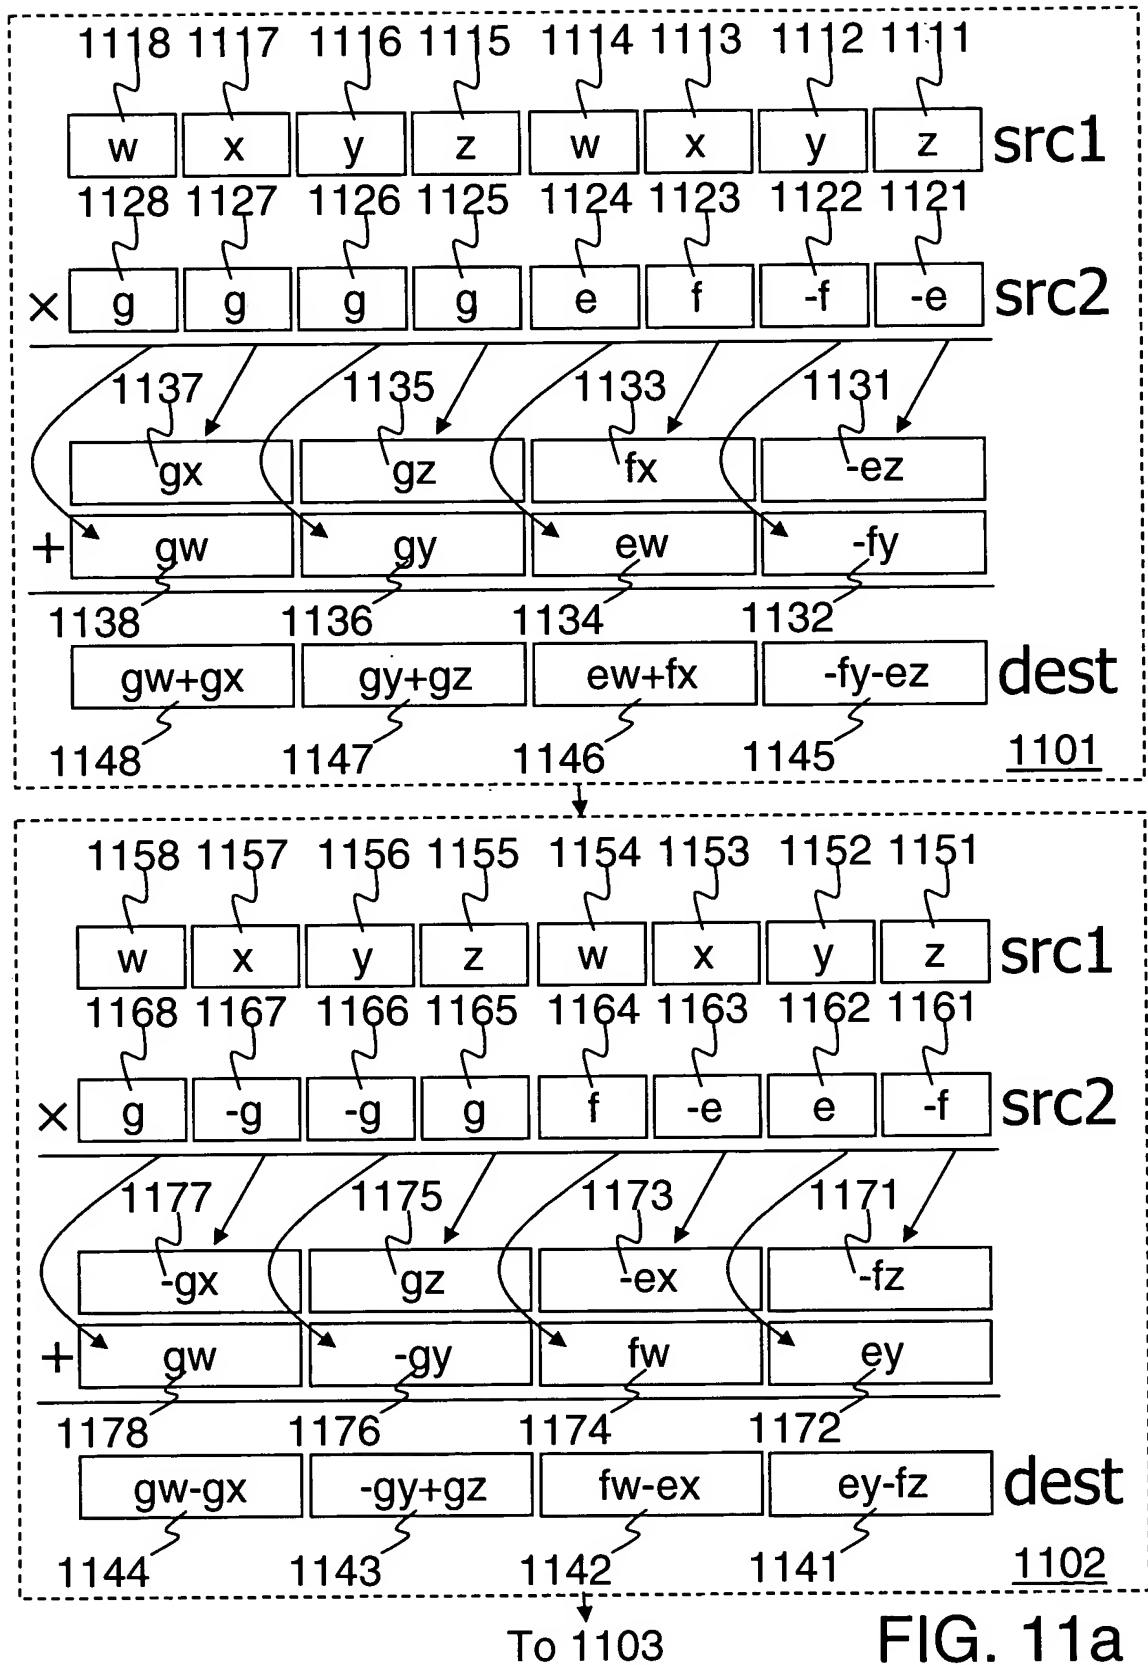 1118 1117 1116 1115 1114 1113 1112 1111
w x y z w x y z src1
1128 1127 1126 1125 1124 1123 1122 1121
× g g g g e f -f -e src2
1137 1135 1133 1131
gx gz fx -ez
+ gw gy ew -fy
1138 1136 1134 1132
gw+gx gy+gz ew+fx -fy-ez dest
1148 1147 1146 1145 1101
1158 1157 1156 1155 1154 1153 1152 1151
w x y z w x y z src1
1168 1167 1166 1165 1164 1163 1162 1161
× g -g -g g f -e e -f src2
1177 1175 1173 1171
-gx gz -ex -fz
+ gw -gy fw ey
1178 1176 1174 1172
gw-gx -gy+gz fw-ex ey-fz dest
1144 1143 1142 1141 1102
To 1103 FIG. 11a